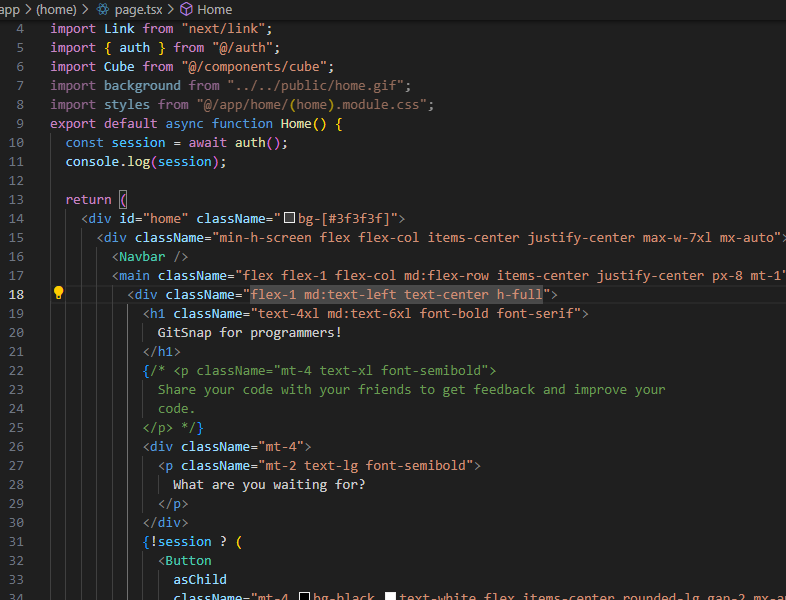 app > (home) > page.tsx > Home
4 import Link from "next/link";
5 import { auth } from "@/auth";
6 import Cube from "@/components/cube";
7 import background from "../../public/home.gif";
8 import styles from "@/app/home/(home).module.css";
9 export default async function Home() {
10 const session = await auth();
11 console.log(session);
12
13 return (
14 <div id="home" className="bg-[#3f3f3f]">
15 <div className="min-h-screen flex flex-col items-center justify-center max-w-7xl mx-auto">
16 <Navbar />
17 <main className="flex flex-1 flex-col md:flex-row items-center justify-center px-8 mt-1"
18 <div className="flex-1 md:text-left text-center h-full">
19 <h1 className="text-4xl md:text-6xl font-bold font-serif">
20 GitSnap for programmers!
21 </h1>
22 {/* <p className="mt-4 text-xl font-semibold">
23 Share your code with your friends to get feedback and improve your
24 code.
25 </p> */}
26 <div className="mt-4">
27 <p className="mt-2 text-lg font-semibold">
28 What are you waiting for?
29 </p>
30 </div>
31 {!session ? (
32 <Button
33 asChild
34 className="mt-4 bg-black text-white flex items-center rounded-lg gap-2